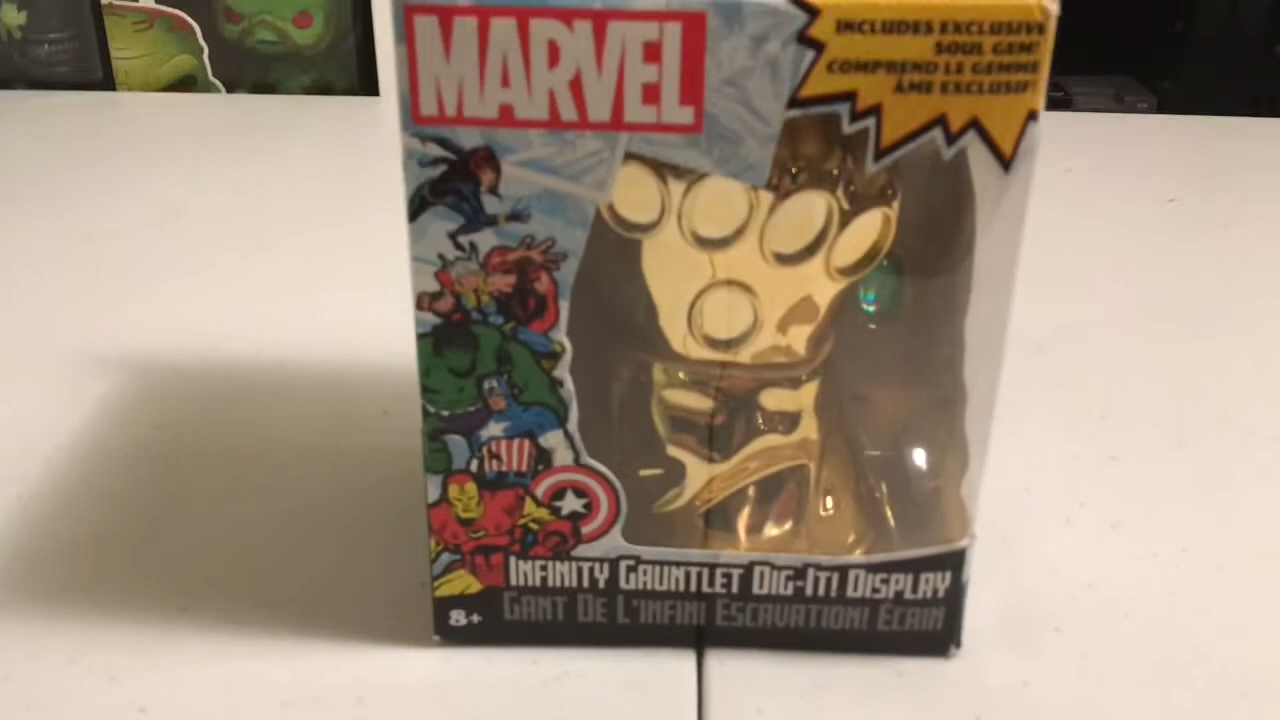 MARVEL
INCLUDES EXCLUSIVE
SOUL GEM!
COMPREND LE GEMME
ÂME EXCLUSIF!
INFINITY GAUNTLET DIG-IT! DISPLAY
GANT DE L'INFINI ESCAVATION! ÉCRIN
8+